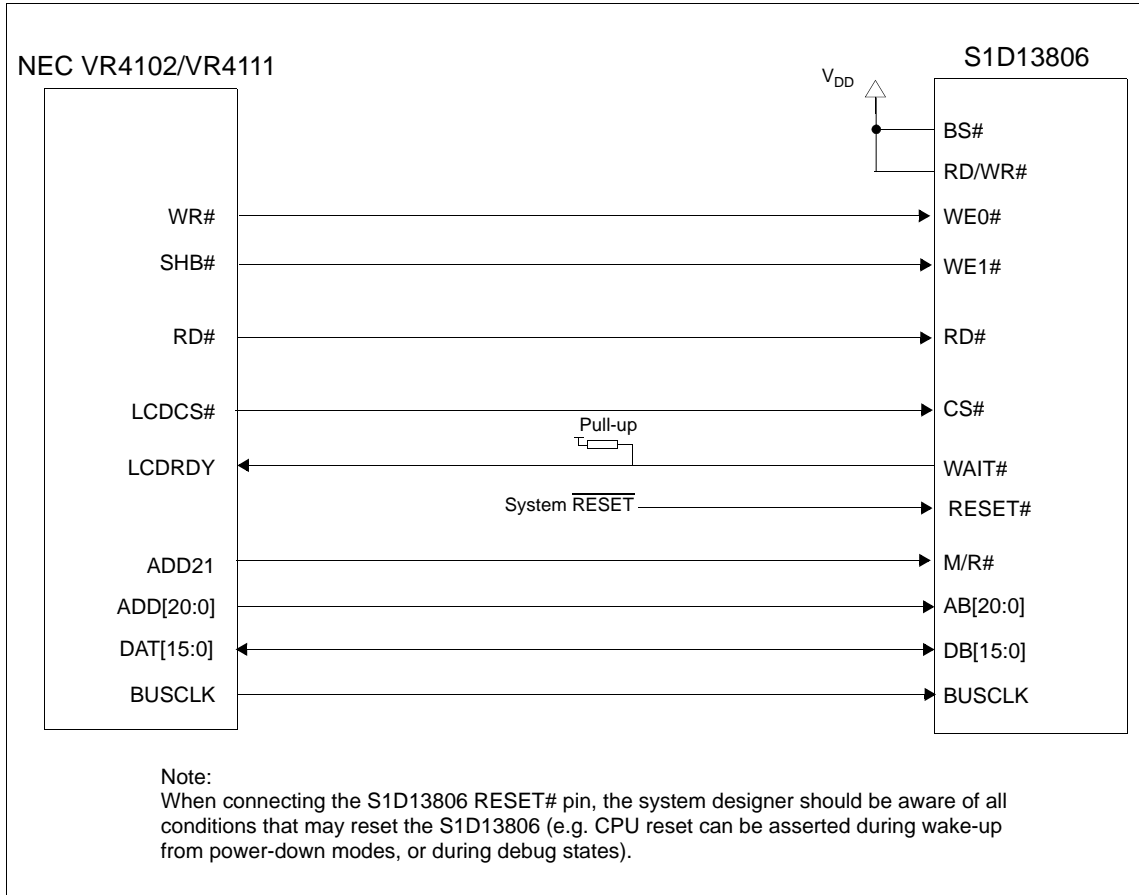 NEC VR4102/VR4111
S1D13806
VDD
BS#
RD/WR#
WR#
WE0#
SHB#
WE1#
RD#
RD#
LCDCS#
CS#
Pull-up
LCDRDY
WAIT#
System RESET
RESET#
ADD21
M/R#
ADD[20:0]
AB[20:0]
DAT[15:0]
DB[15:0]
BUSCLK
BUSCLK
Note:
When connecting the S1D13806 RESET# pin, the system designer should be aware of all
conditions that may reset the S1D13806 (e.g. CPU reset can be asserted during wake-up
from power-down modes, or during debug states).